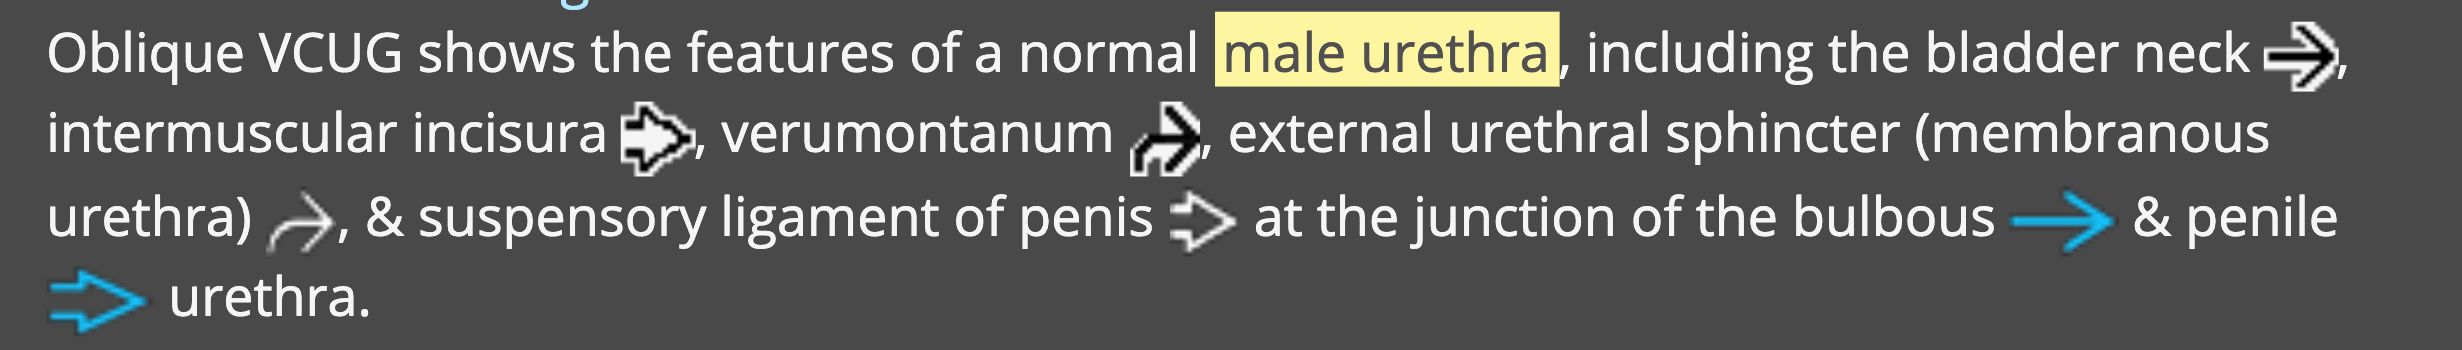 Oblique VCUG shows the features of a normal male urethra, including the bladder neck ,
intermuscular incisura , verumontanum , external urethral sphincter (membranous
urethra) , & suspensory ligament of penis at the junction of the bulbous & penile
urethra.